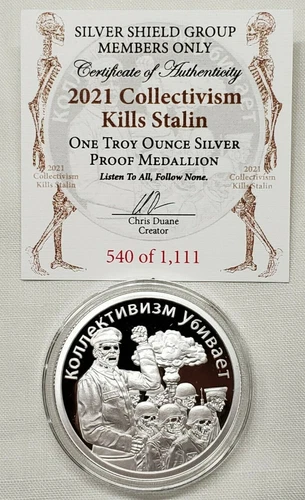 SILVER SHIELD GROUP
MEMBERS ONLY
Certificate of Authenticity
2021 Collectivism
Kills Stalin
ONE TROY OUNCE SILVER
PROOF MEDALLION
Listen To All, Follow None.
2021
Collectivism
Kills Stalin
2021
Collectivism
Kills Stalin
Chris Duane
Creator
540 of 1,111
Коллективизм убивает